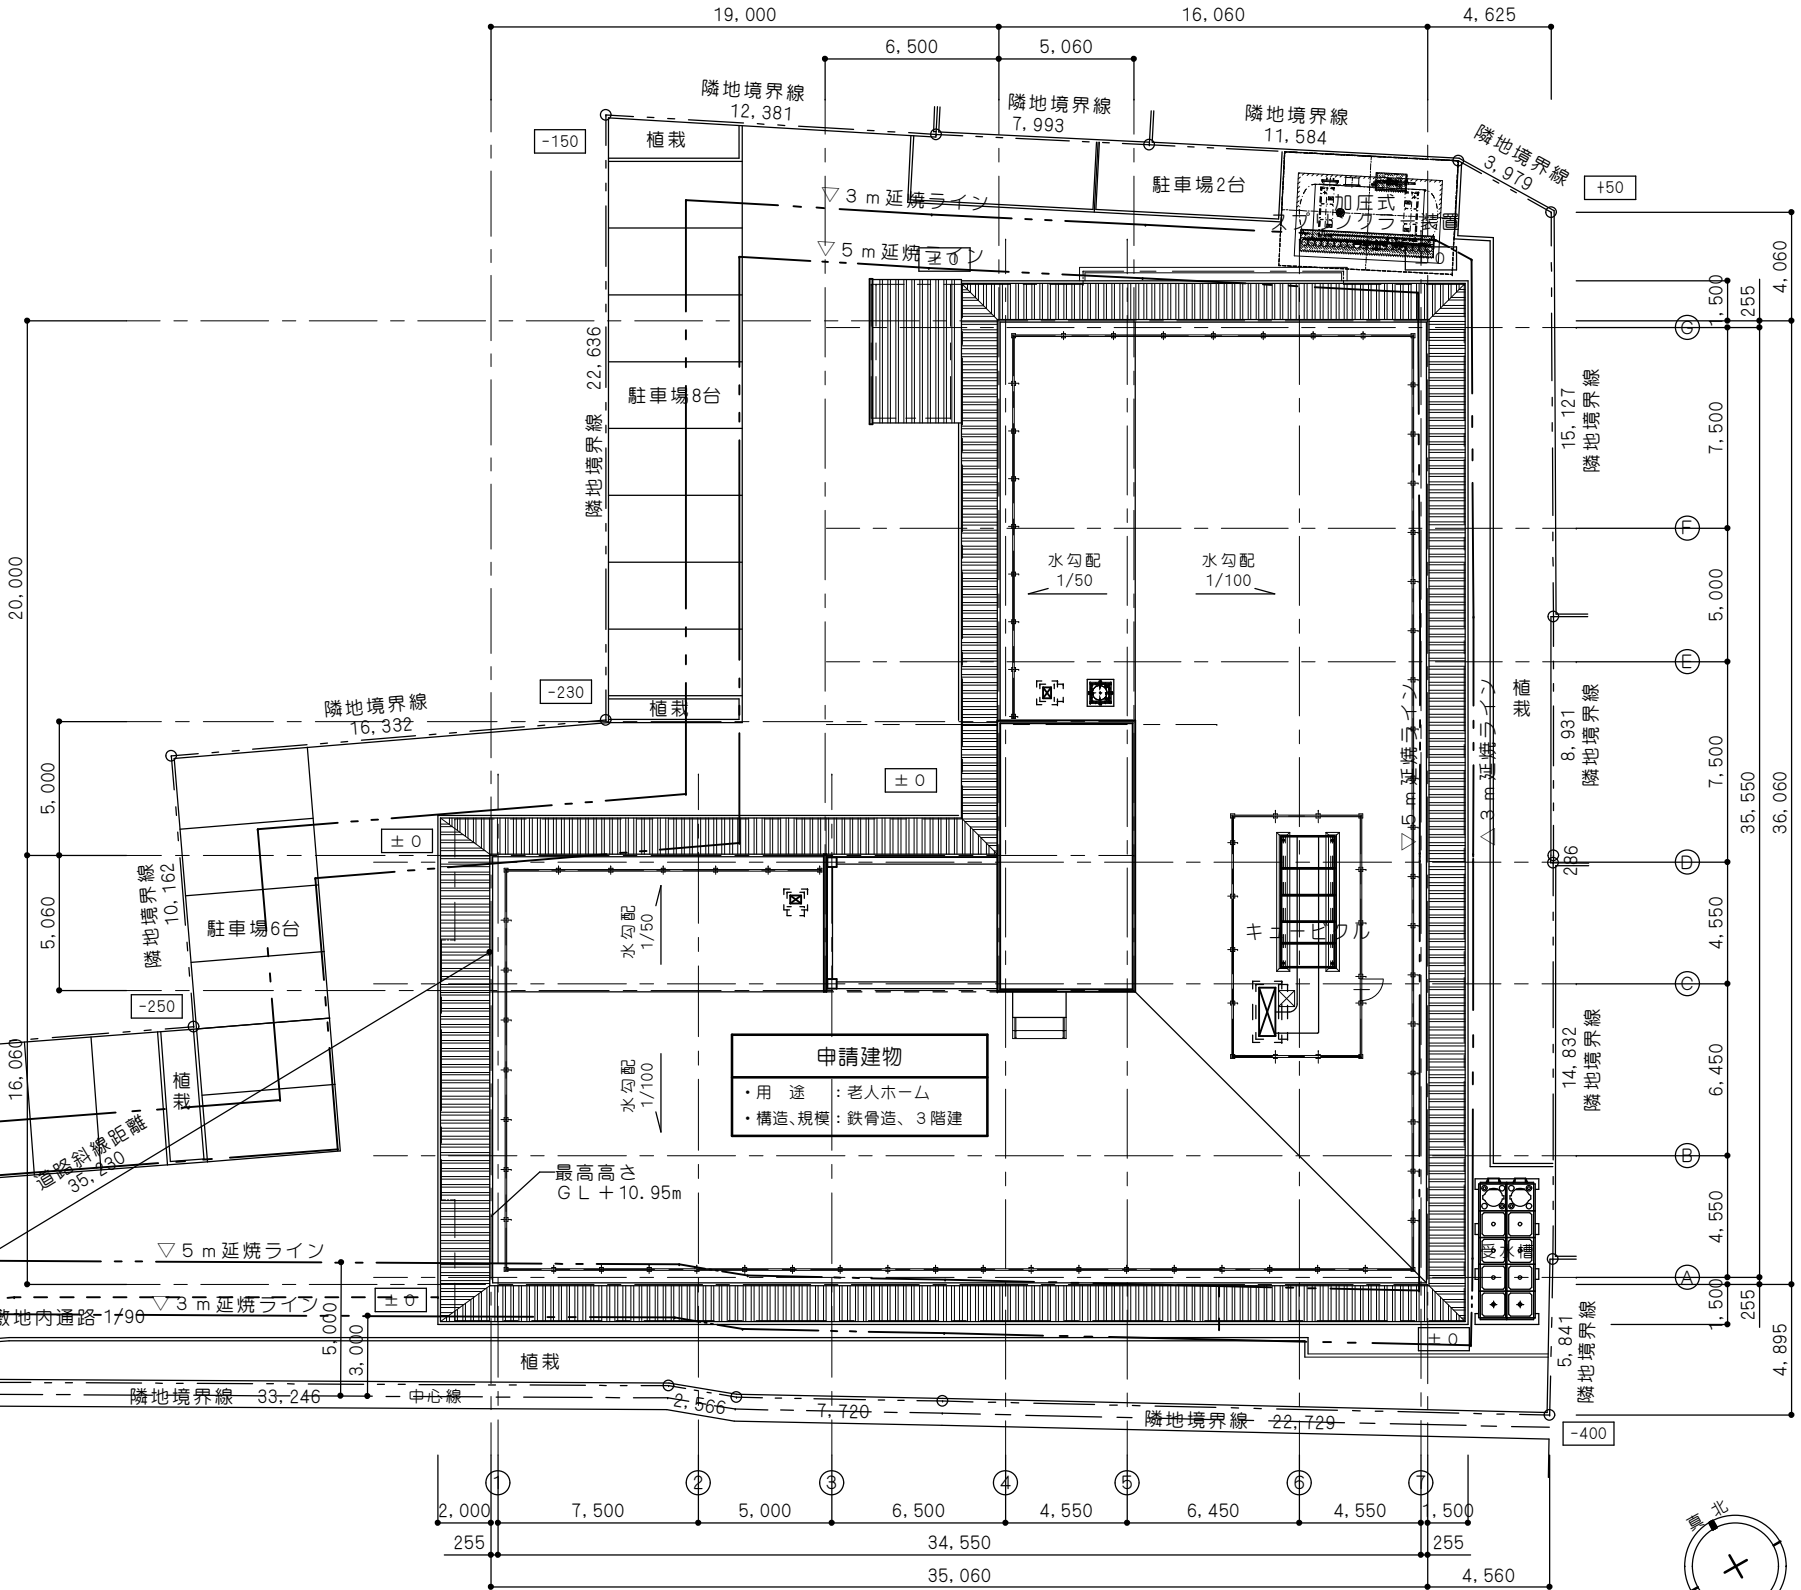 19,000
16,060
4,625
6,500
5,060
隣地境界線
12,381
隣地境界線
7,993
隣地境界線
11,584
隣地境界線
3,979
-150
植栽
駐車場2台
+50
▽3ｍ延焼ライン
加圧式
スプリンクラー装置
▽5ｍ延焼ライン
±0
±0
4,060
1,500
255
G
隣地境界線 22,636
駐車場8台
15,127
隣地境界線
7,500
20,000
F
水勾配
1/50
水勾配
1/100
5,000
E
-230
植栽
隣地境界線
16,332
▽5ｍ延焼ライン
△3ｍ延焼ライン
植栽
8,931
隣地境界線
7,500
35,550
36,060
5,000
±0
±0
286
D
隣地境界線
10,162
駐車場6台
5,060
水勾配
1/50
キュービクル
4,550
-250
C
16,060
植栽
申請建物
・用　途　：老人ホーム
・構造、規模：鉄骨造、３階建
水勾配
1/100
14,832
隣地境界線
6,450
道路斜線距離
35,230
B
最高高さ
ＧＬ＋10.95m
4,550
▽5ｍ延焼ライン
受水槽
A
▽3ｍ延焼ライン
±0
敷地内通路 1/90
5,000
3,000
±0
1,500
255
5,841
隣地境界線
4,895
植栽
隣地境界線　33,246
中心線
2,566
7,720
隣地境界線　22,729
-400
1
2
3
4
5
6
7
2,000
7,500
5,000
6,500
4,550
6,450
4,550
1,500
255
34,550
255
35,060
4,560
真北